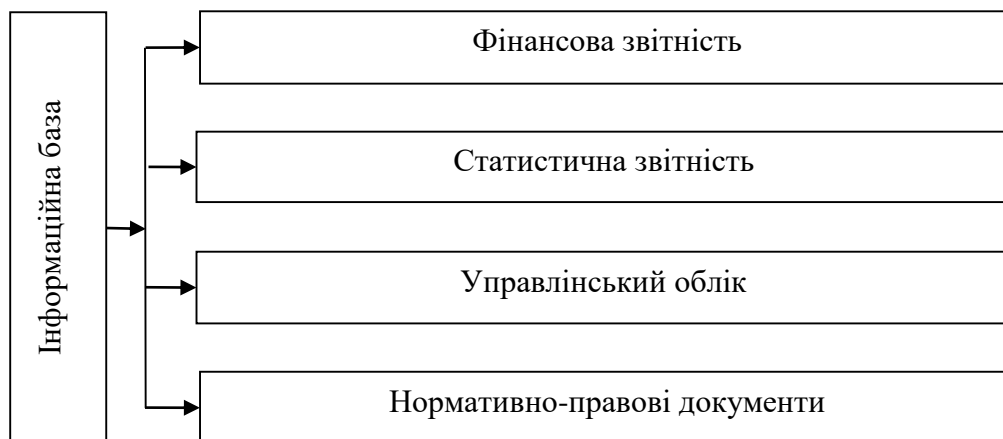 Інформаційна база
Фінансова звітність
Статистична звітність
Управлінський облік
Нормативно-правові документи